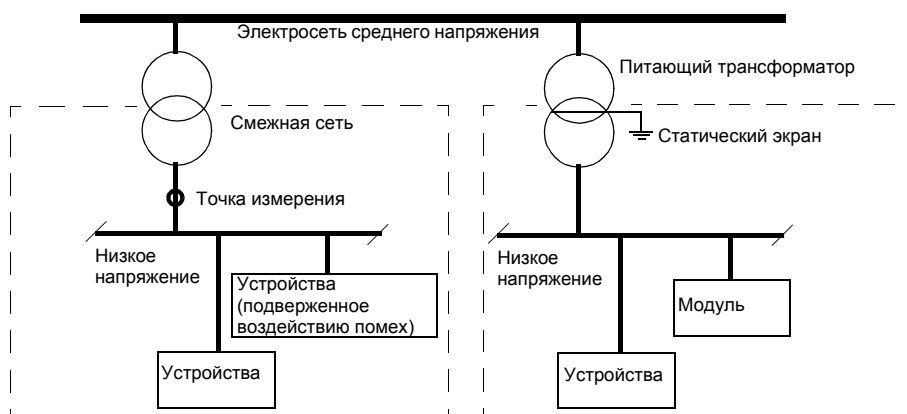 Электросеть среднего напряжения
Питающий трансформатор
Смежная сеть
Статический экран
Точка измерения
Низкое
напряжение
Устройства
(подверженное
воздействию помех)
Устройства
Низкое
напряжение
Модуль
Устройства